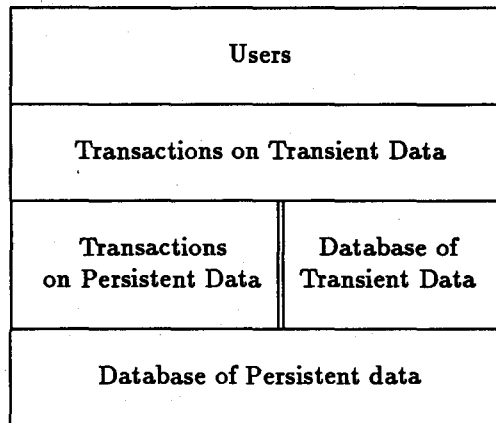 Users
Transactions on Transient Data
Transactions
on Persistent Data
Database of
Transient Data
Database of Persistent data